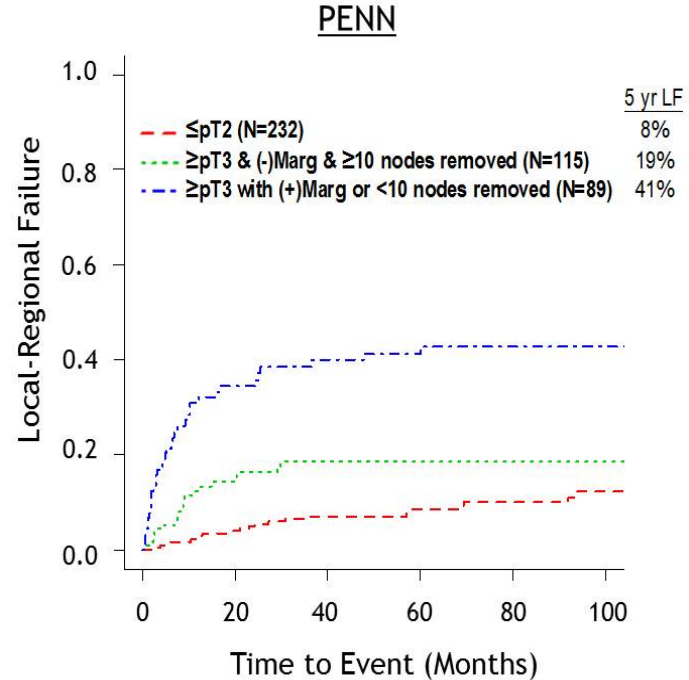 PENN
1.0
5 yr LF
≤pT2 (N=232) 8%
≥pT3 & (-)Marg & ≥10 nodes removed (N=115) 19%
≥pT3 with (+)Marg or <10 nodes removed (N=89) 41%
0.8
0.6
0.4
0.2
0.0
Local-Regional Failure
0 20 40 60 80 100
Time to Event (Months)